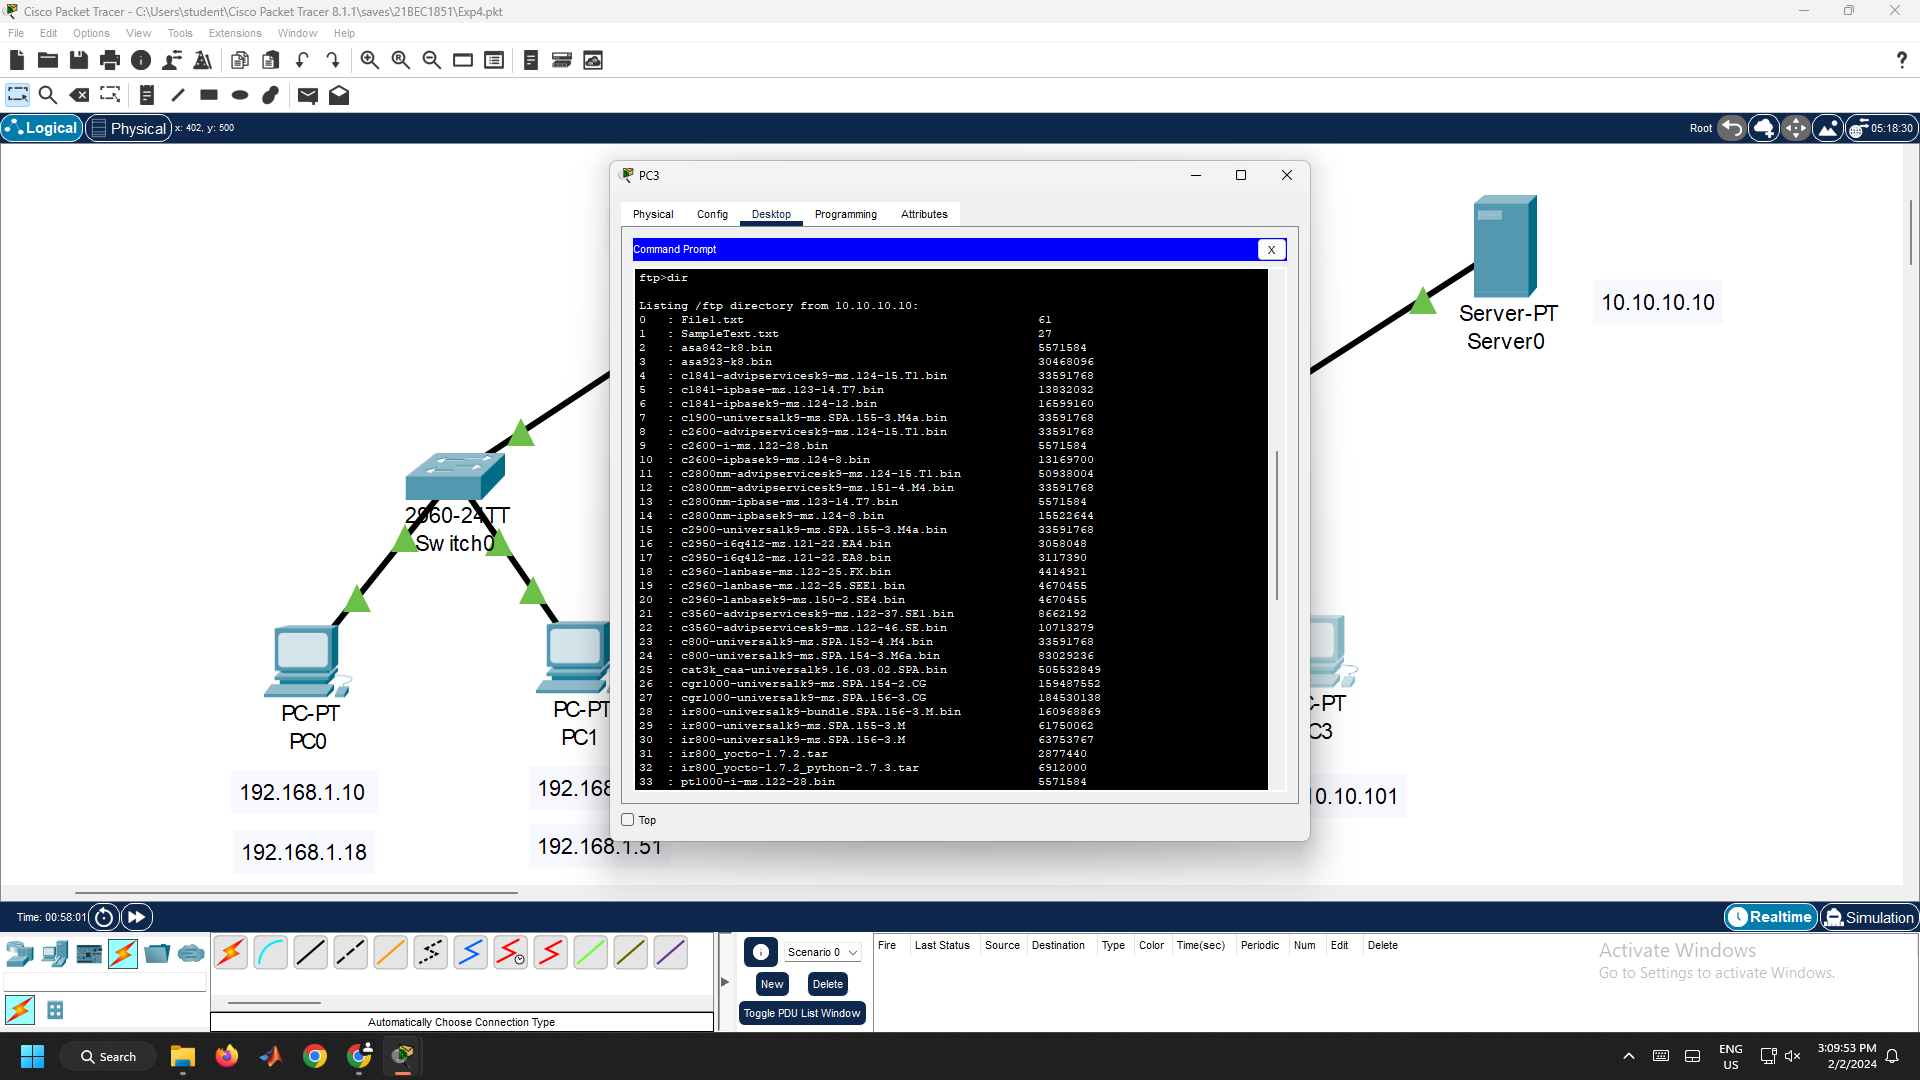 Cisco Packet Tracer - C:\Users\student\Cisco Packet Tracer 8.1.1\saves\21BEC1851\Exp4.pkt
File Edit Options View Tools Extensions Window Help
?
Logical Physical x: 402, y: 500 Root 05:18:30
PC3
Physical Config Desktop Programming Attributes
Command Prompt X
ftp>dir
Listing /ftp directory from 10.10.10.10:
0 : File1.txt 61
1 : SampleText.txt 27
2 : asa842-k8.bin 5571584
3 : asa923-k8.bin 30468096
4 : c1841-advipservicesk9-mz.124-15.T1.bin 33591768
5 : c1841-ipbase-mz.123-14.T7.bin 13832032
6 : c1841-ipbasek9-mz.124-12.bin 16599160
7 : c1900-universalk9-mz.SPA.155-3.M4a.bin 33591768
8 : c2600-advipservicesk9-mz.124-15.T1.bin 33591768
9 : c2600-i-mz.122-28.bin 5571584
10 : c2600-ipbasek9-mz.124-8.bin 13169700
11 : c2800nm-advipservicesk9-mz.124-15.T1.bin 50938004
12 : c2800nm-advipservicesk9-mz.151-4.M4.bin 33591768
13 : c2800nm-ipbase-mz.123-14.T7.bin 5571584
14 : c2800nm-ipbasek9-mz.124-8.bin 15522644
15 : c2900-universalk9-mz.SPA.155-3.M4a.bin 33591768
16 : c2950-i6q4l2-mz.121-22.EA4.bin 3058048
17 : c2950-i6q4l2-mz.121-22.EA8.bin 3117390
18 : c2960-lanbase-mz.122-25.FX.bin 4414921
19 : c2960-lanbase-mz.122-25.SEE1.bin 4670455
20 : c2960-lanbasek9-mz.150-2.SE4.bin 4670455
21 : c3560-advipservicesk9-mz.122-37.SE1.bin 8662192
22 : c3560-advipservicesk9-mz.122-46.SE.bin 10713279
23 : c800-universalk9-mz.SPA.152-4.M4.bin 33591768
24 : c800-universalk9-mz.SPA.154-3.M6a.bin 83029236
25 : cat3k_caa-universalk9.16.03.02.SPA.bin 505532849
26 : cgr1000-universalk9-mz.SPA.154-2.CG 159487552
27 : cgr1000-universalk9-mz.SPA.156-3.CG 184530138
28 : ir800-universalk9-bundle.SPA.156-3.M.bin 160968869
29 : ir800-universalk9-mz.SPA.155-3.M 61750062
30 : ir800-universalk9-mz.SPA.156-3.M 63753767
31 : ir800_yocto-1.7.2.tar 2877440
32 : ir800_yocto-1.7.2_python-2.7.3.tar 6912000
33 : pt1000-i-mz.122-28.bin 5571584
Top
Server-PT
Server0
10.10.10.10
2960-24TT
Switch0
PC-PT
PC0
192.168.1.10
192.168.1.18
PC-PT
PC1
192.168
192.168.1.51
C-PT
C3
0.10.101
Time: 00:58:01 Realtime Simulation
Scenario 0
New Delete
Toggle PDU List Window
Fire Last Status Source Destination Type Color Time(sec) Periodic Num Edit Delete
Activate Windows
Go to Settings to activate Windows.
Automatically Choose Connection Type
Search
ENG
US
3:09:53 PM
2/2/2024